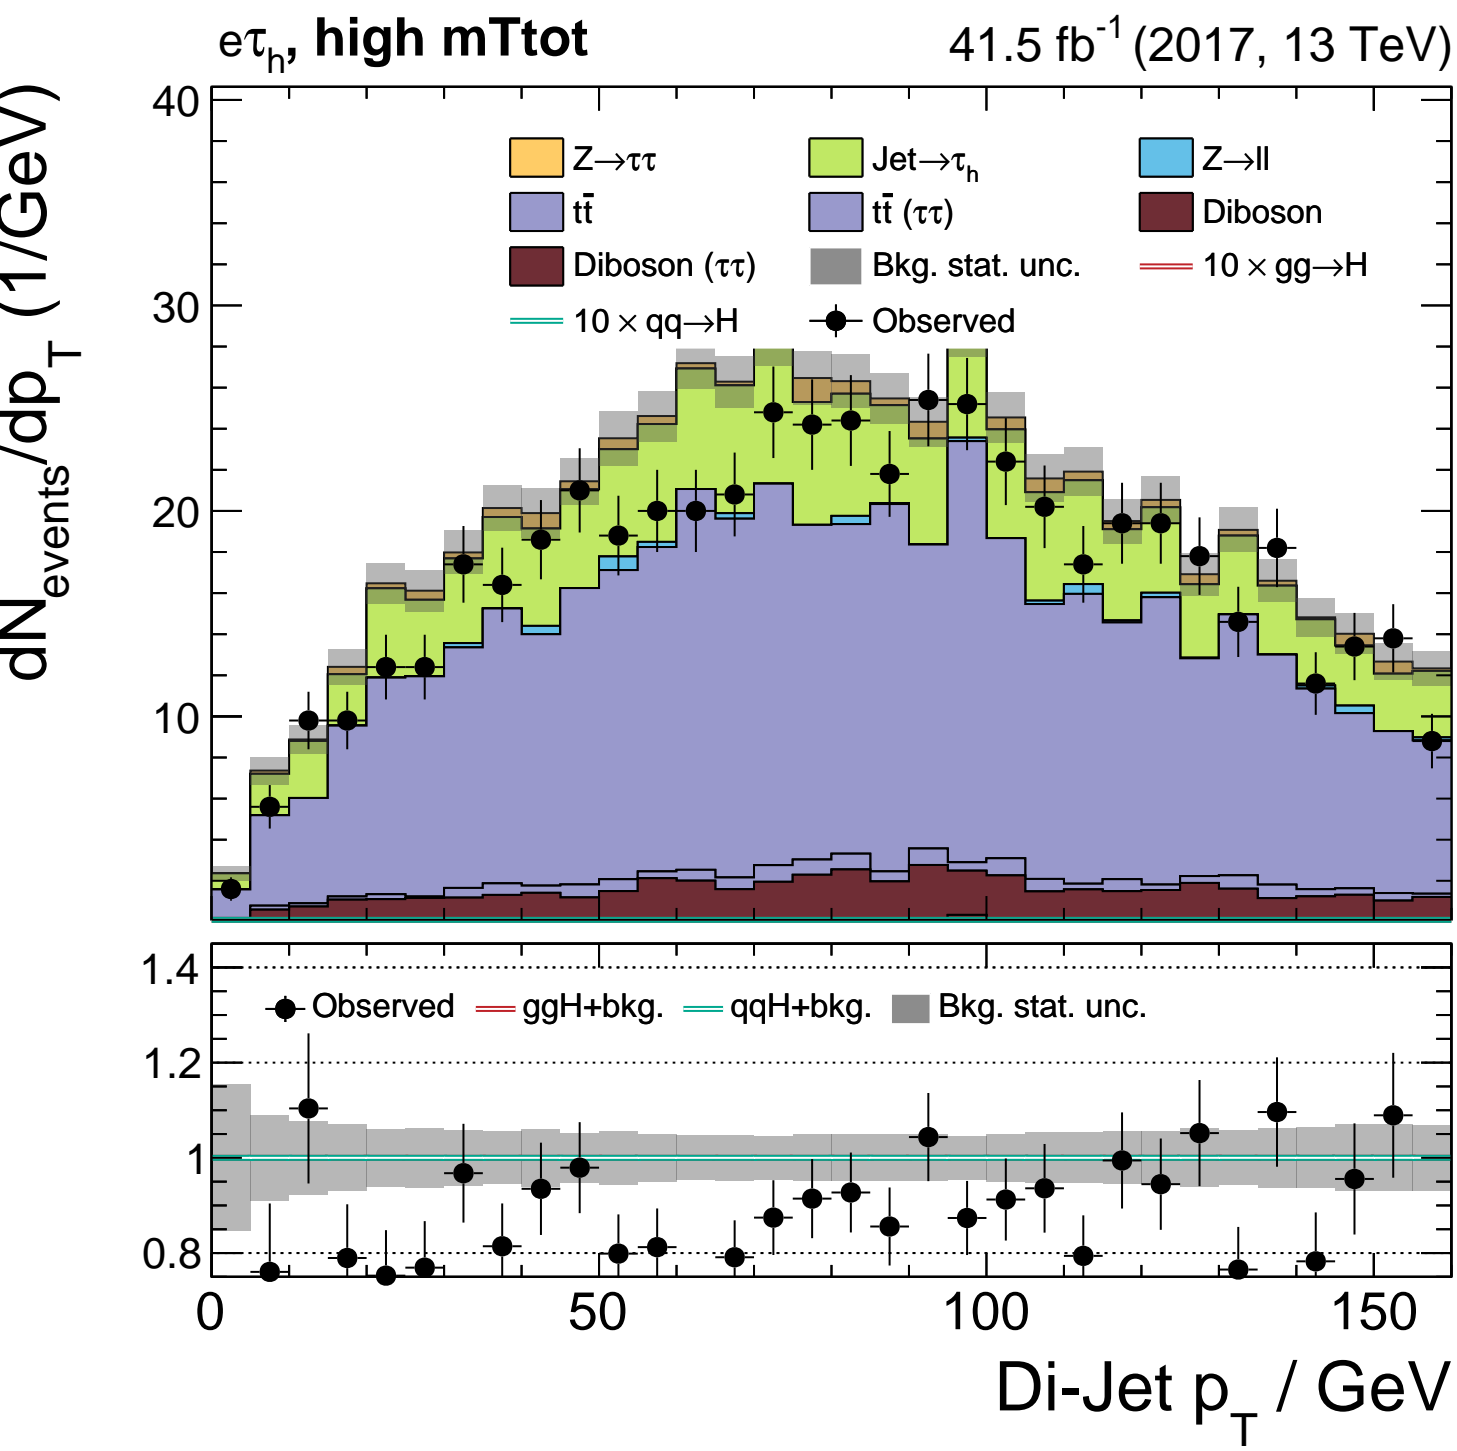 eτh, high mTtot
41.5 fb-1 (2017, 13 TeV)
dNevents/dpT (1/GeV)
40
30
20
10
Z→ττ Jet→τh Z→ll
tt̄ tt̄ (ττ) Diboson
Diboson (ττ) Bkg. stat. unc. 10 × gg→H
10 × qq→H Observed
1.4
1.2
1
0.8
Observed ggH+bkg. qqH+bkg. Bkg. stat. unc.
0 50 100 150
Di-Jet pT / GeV